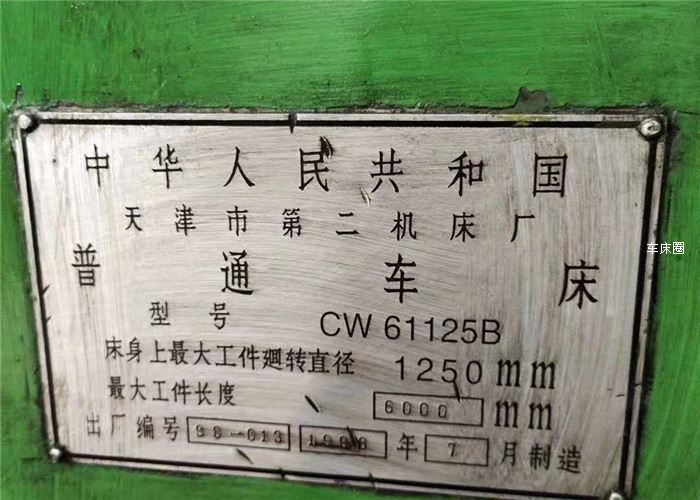 中华人民共和国
天津市第二机床厂
普通车床
型号 CW 61125B
床身上最大工件廻转直径 1250 mm
最大工件长度 6000 mm
出厂编号 98-013 1998 年 7 月制造
车床圈